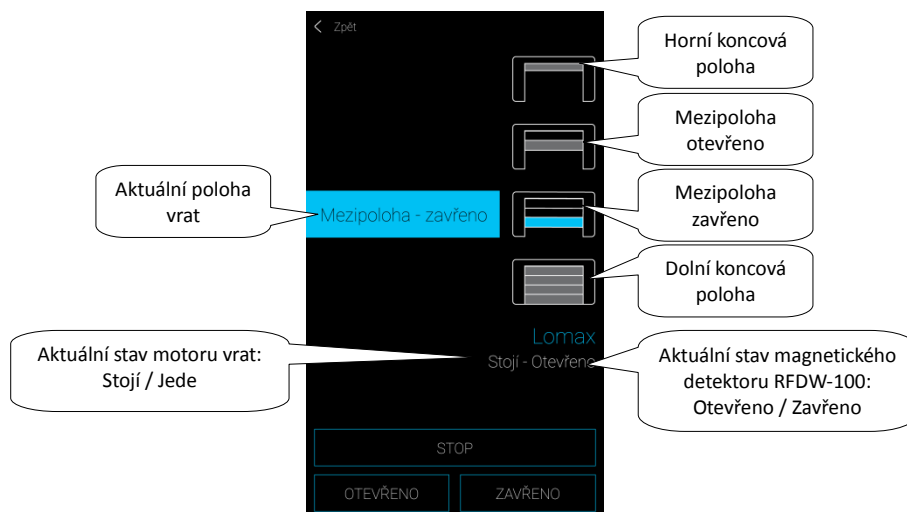 Zpět
Horní koncová
poloha
Mezipoloha
otevřeno
Aktuální poloha
vrat
Mezipoloha - zavřeno
Mezipoloha
zavřeno
Dolní koncová
poloha
Lomax
Stojí - Otevřeno
Aktuální stav motoru vrat:
Stojí / Jede
Aktuální stav magnetického
detektoru RFDW-100:
Otevřeno / Zavřeno
STOP
OTEVŘENO
ZAVŘENO